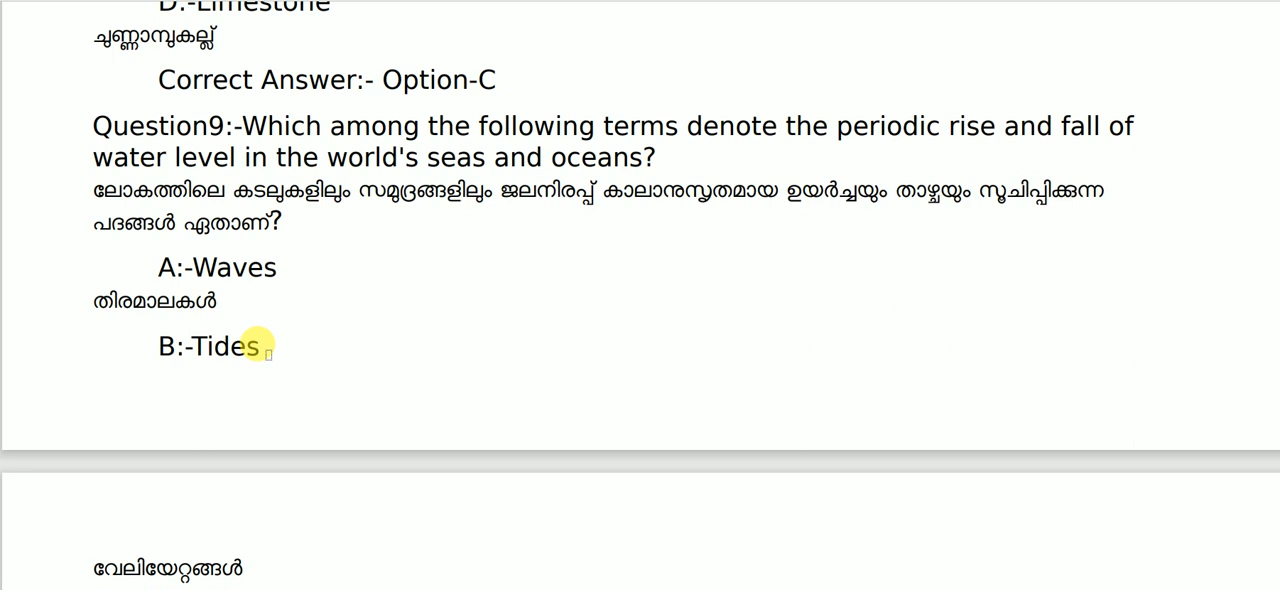 D.-Limestone
ചുണ്ണാമ്പുകല്ല്
Correct Answer:- Option-C
Question9:-Which among the following terms denote the periodic rise and fall of
water level in the world's seas and oceans?
ലോകത്തിലെ കടലുകളിലും സമുദ്രങ്ങളിലും ജലനിരപ്പ് കാലാനുസൃതമായ ഉയർച്ചയും താഴ്ചയും സൂചിപ്പിക്കുന്ന
പദങ്ങൾ ഏതാണ്?
A:-Waves
തിരമാലകൾ
B:-Tides
വേലിയേറ്റങ്ങൾ